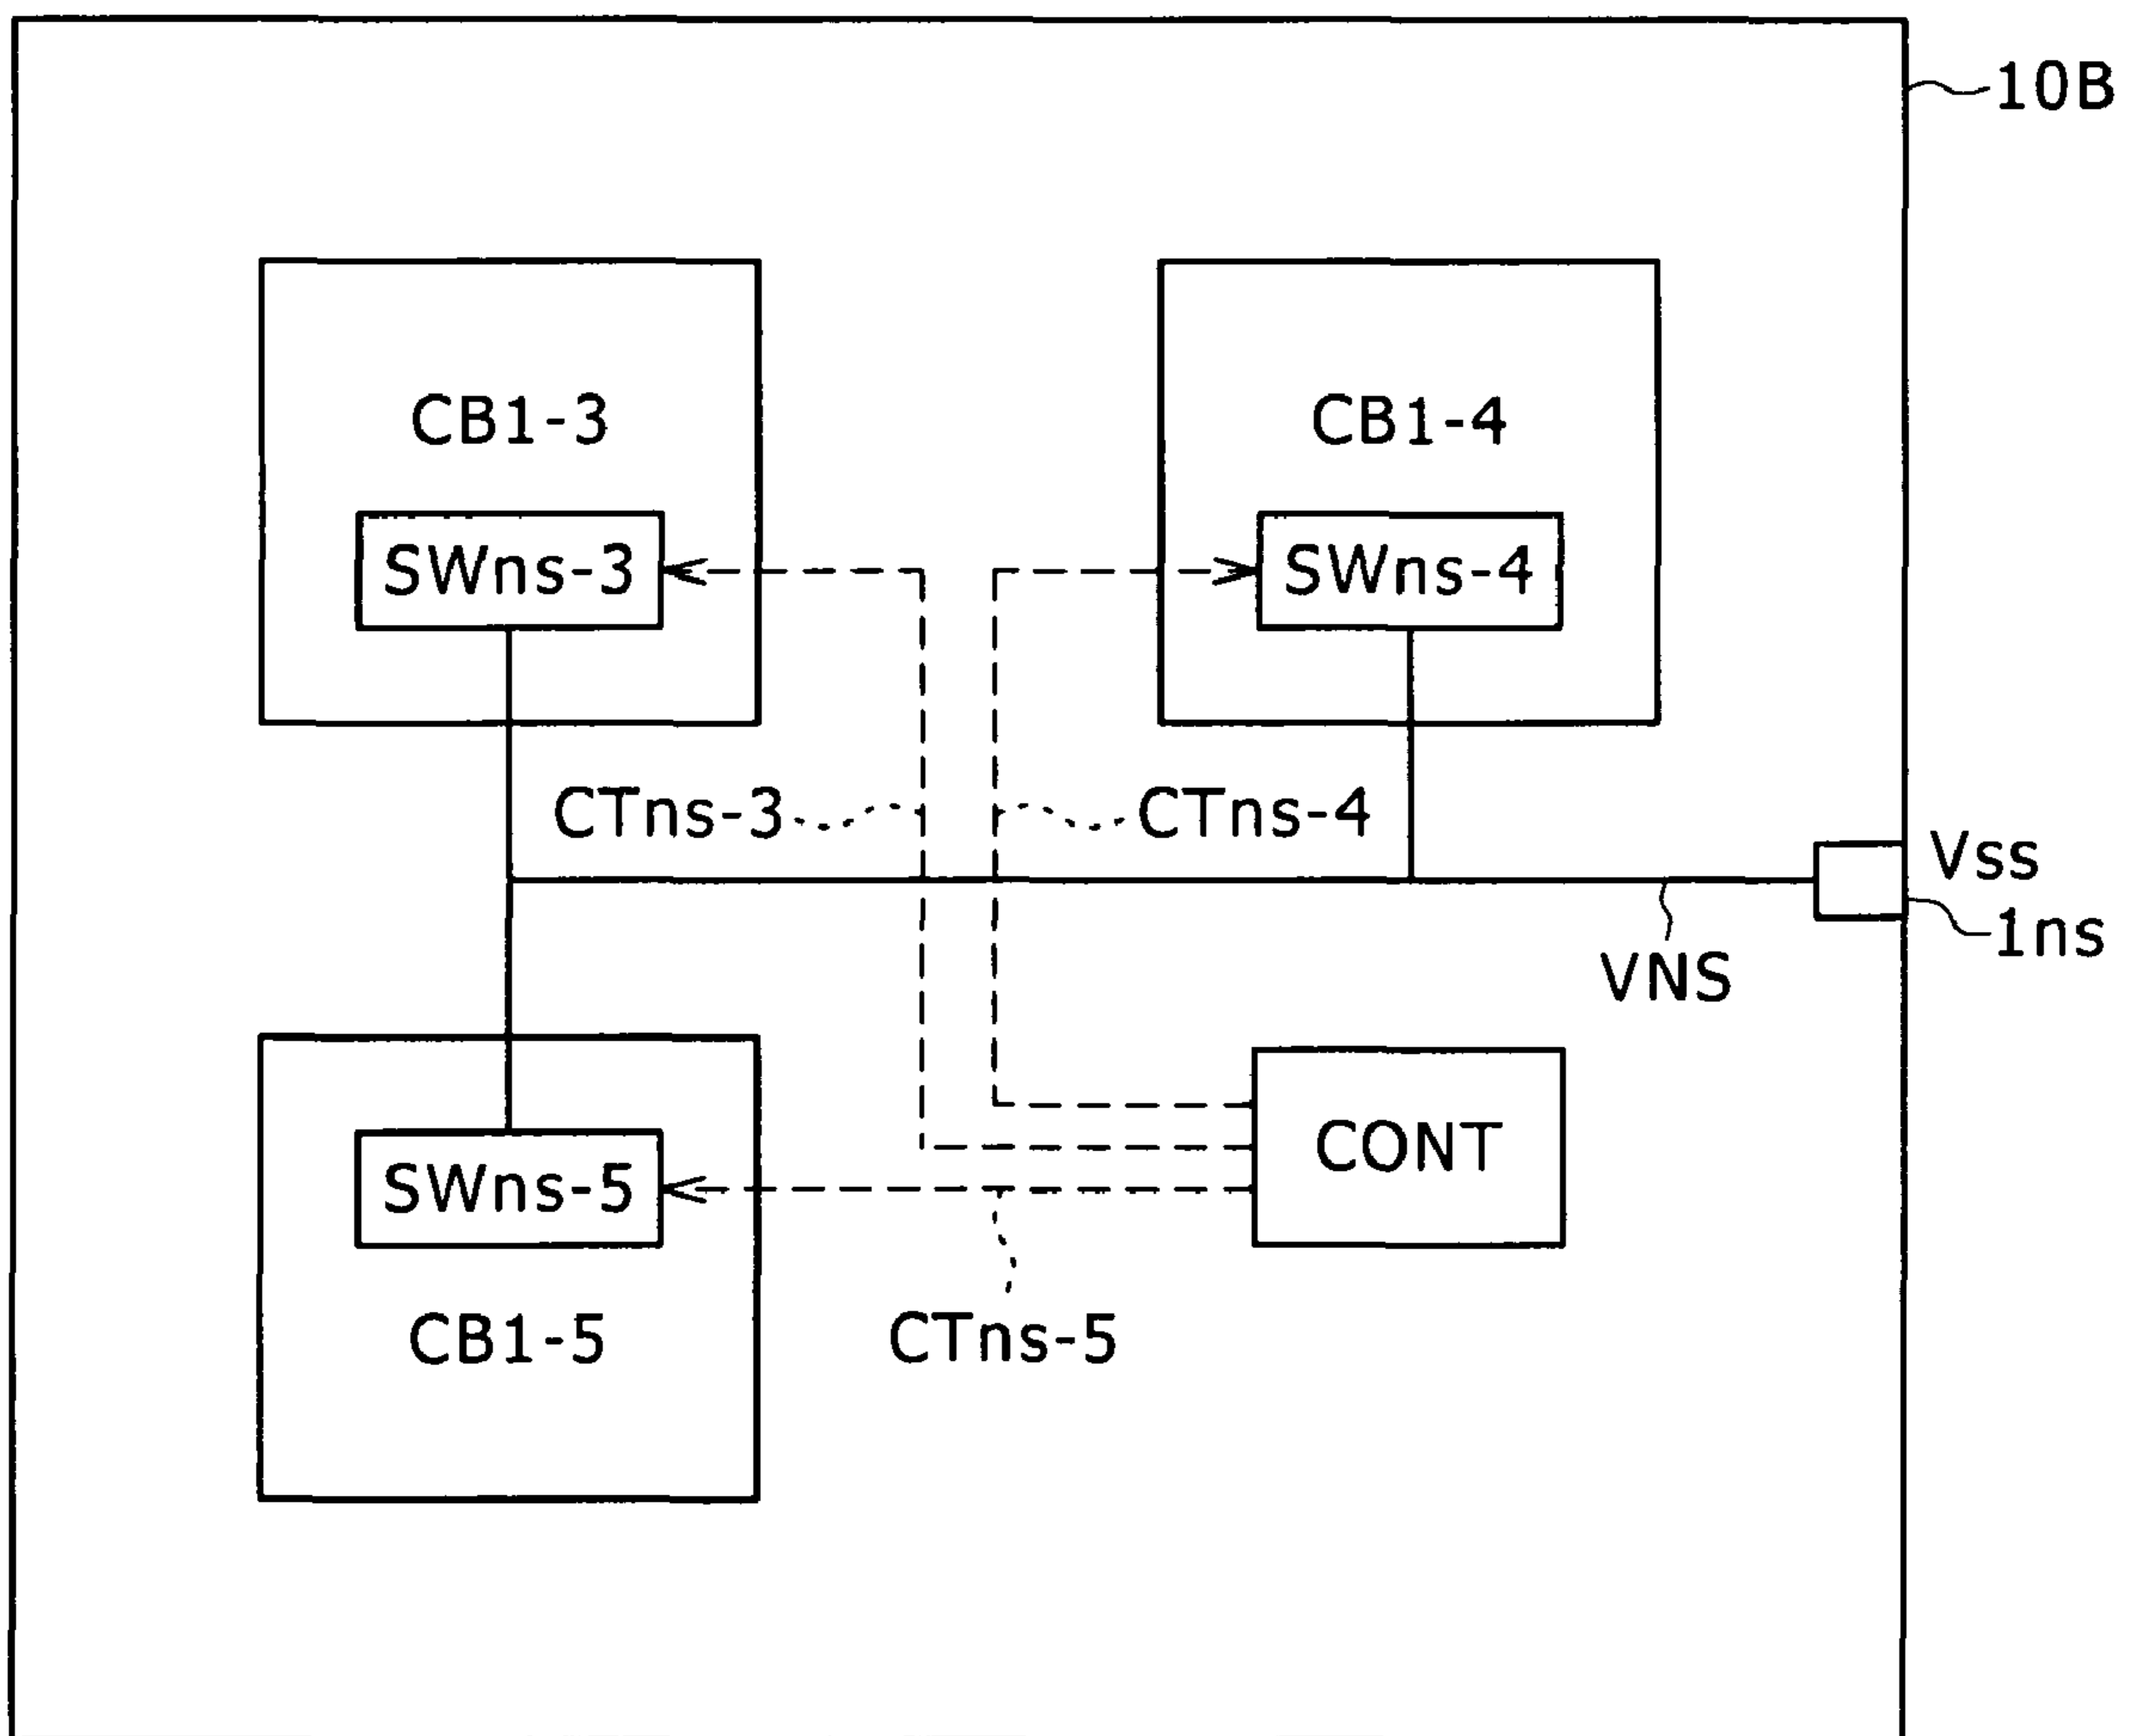 10B
CB1-3
CB1-4
SWns-3
SWns-4
CTns-3
CTns-4
Vss
1ns
VNS
CONT
SWns-5
CB1-5
CTns-5